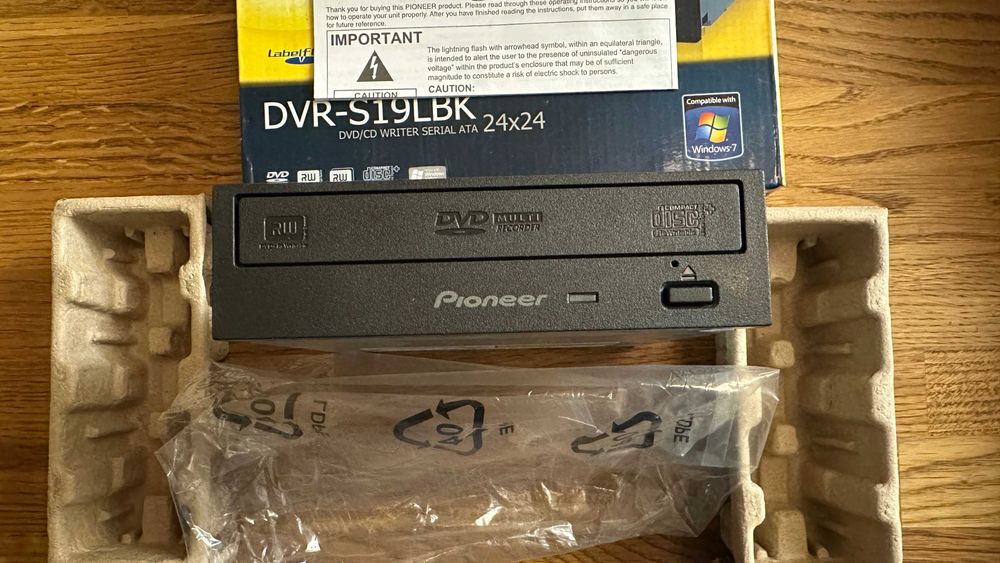 Thank you for buying this PIONEER product. Please read through these operating instructions so you will
how to operate your unit properly. After you have finished reading the instructions, put them away in a safe place
for future reference.
IMPORTANT
The lightning flash with arrowhead symbol, within an equilateral triangle,
is intended to alert the user to the presence of uninsulated "dangerous
voltage" within the product's enclosure that may be of sufficient
magnitude to constitute a risk of electric shock to persons.
CAUTION
CAUTION:
Labelfl
DVR-S19LBK 24x24
DVD/CD WRITER SERIAL ATA
Compatible with
Windows 7
DVD RW RW disc
RW
DVD MULTI
RECORDER
COMPACT
disc
ReWritable
Pioneer
LDPE
04
04
PE
LDPE